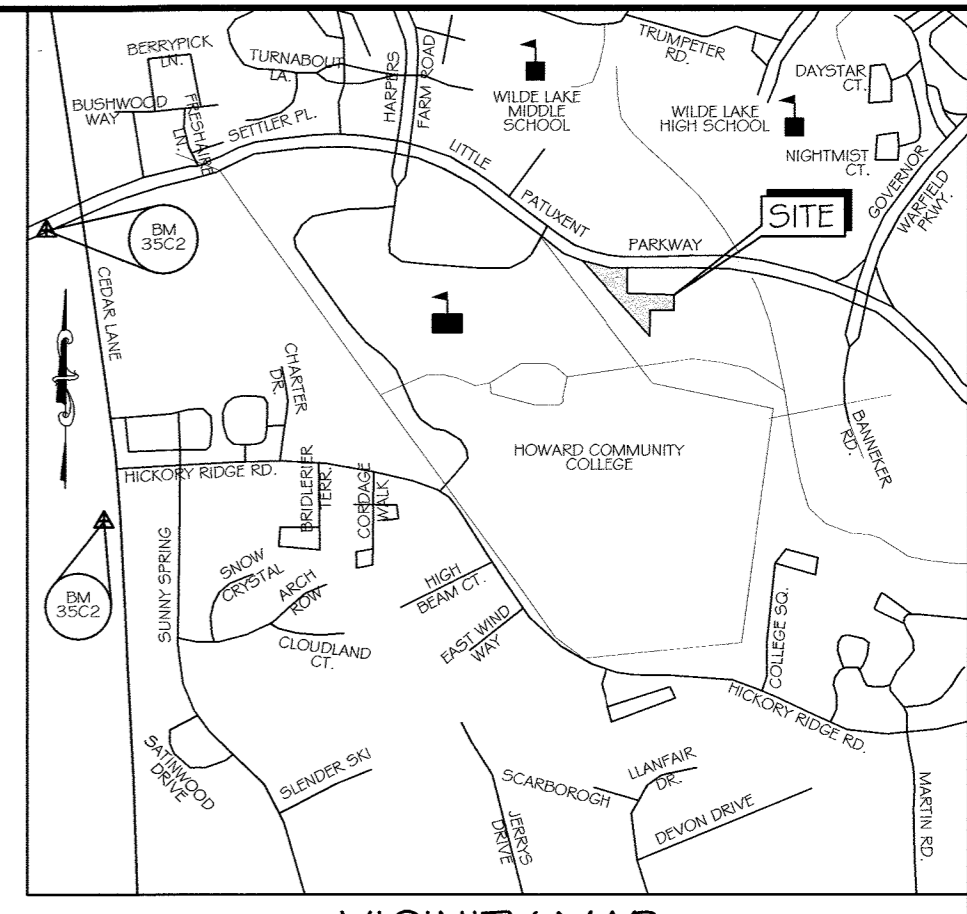 BERRYPICK
LN.
TURNABOUT
LA.
HARPERS
FARM ROAD
TRUMPETER
RD.
DAYSTAR
CT.
BUSHWOOD
WAY
FRESHAIRE
LN.
SETTLER PL.
WILDE LAKE
MIDDLE
SCHOOL
WILDE LAKE
HIGH SCHOOL
NIGHTMIST
CT.
GOVERNOR
WARFIELD
PKWY.
LITTLE
PATUXENT
PARKWAY
SITE
BM
35C2
CEDAR LANE
CHARTER
DR.
HICKORY RIDGE RD.
BRIDLERIER
TERR.
CORDAGE
WALK
HOWARD COMMUNITY
COLLEGE
BANNEKER
RD.
BM
35C2
SUNNY SPRING
SNOW
CRYSTAL
ARCH
ROW
CLOUDLAND
CT.
HIGH
BEAM CT.
EAST WIND
WAY
COLLEGE SQ.
HICKORY RIDGE RD.
SATINWOOD
DRIVE
SLENDER SKI
JERRYS
DRIVE
SCARBOROGH
LLANFAIR
DR.
DEVON DRIVE
MARTIN RD.
VICINITY MAP